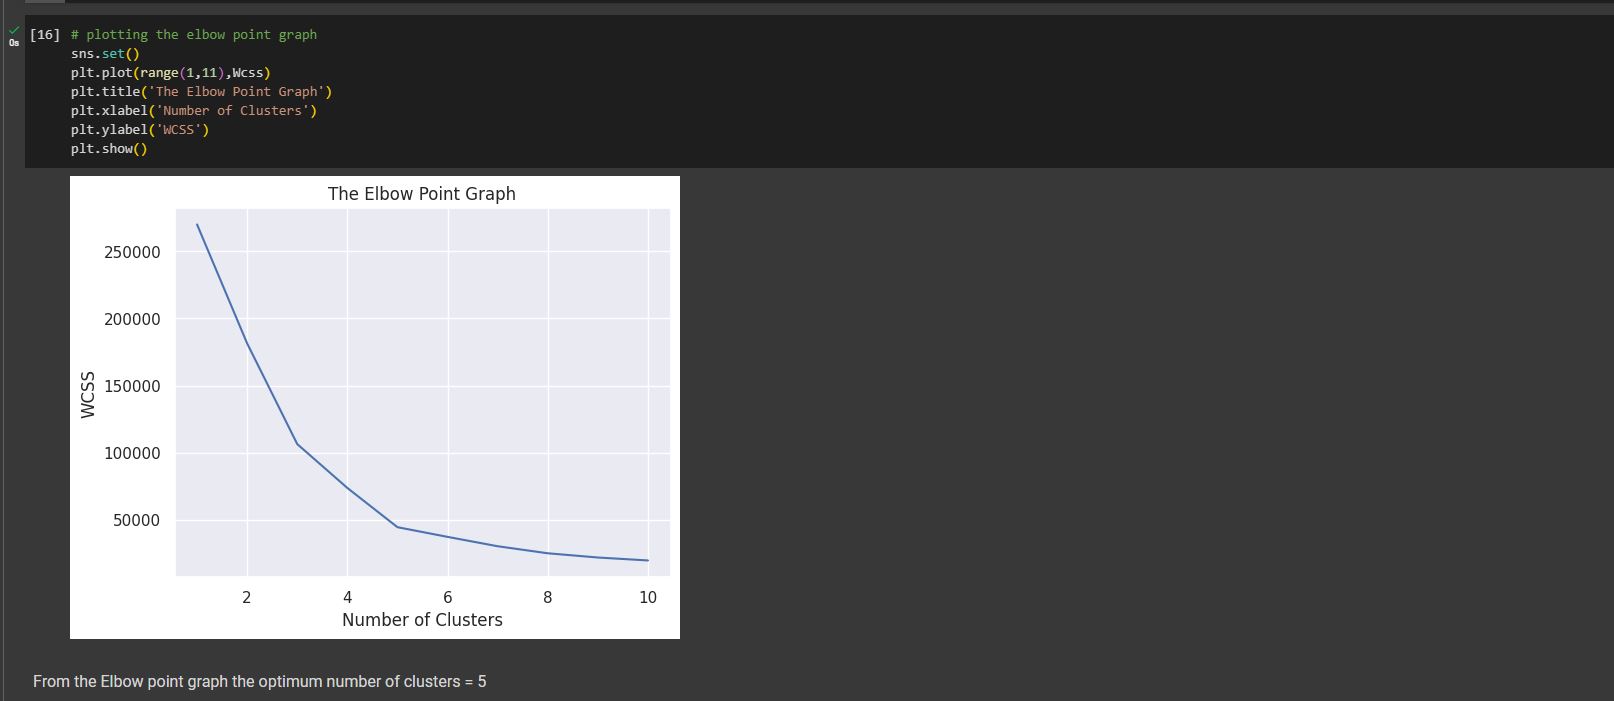 [16] # plotting the elbow point graph
0s
sns.set()
plt.plot(range(1,11),Wcss)
plt.title('The Elbow Point Graph')
plt.xlabel('Number of Clusters')
plt.ylabel('WCSS')
plt.show()
The Elbow Point Graph
250000
200000
150000
100000
50000
WCSS
2 4 6 8 10
Number of Clusters
From the Elbow point graph the optimum number of clusters = 5